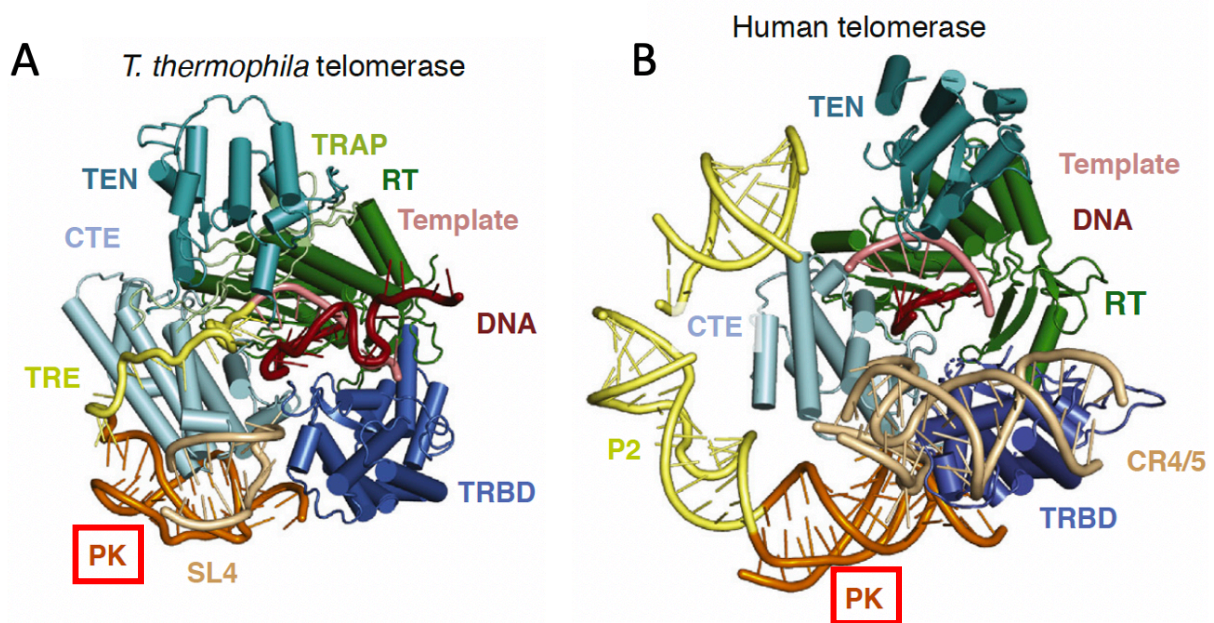 A
T. thermophila telomerase
TEN
TRAP
RT
Template
CTE
DNA
TRE
TRBD
PK
SL4
B
Human telomerase
TEN
Template
DNA
RT
CTE
P2
CR4/5
TRBD
PK